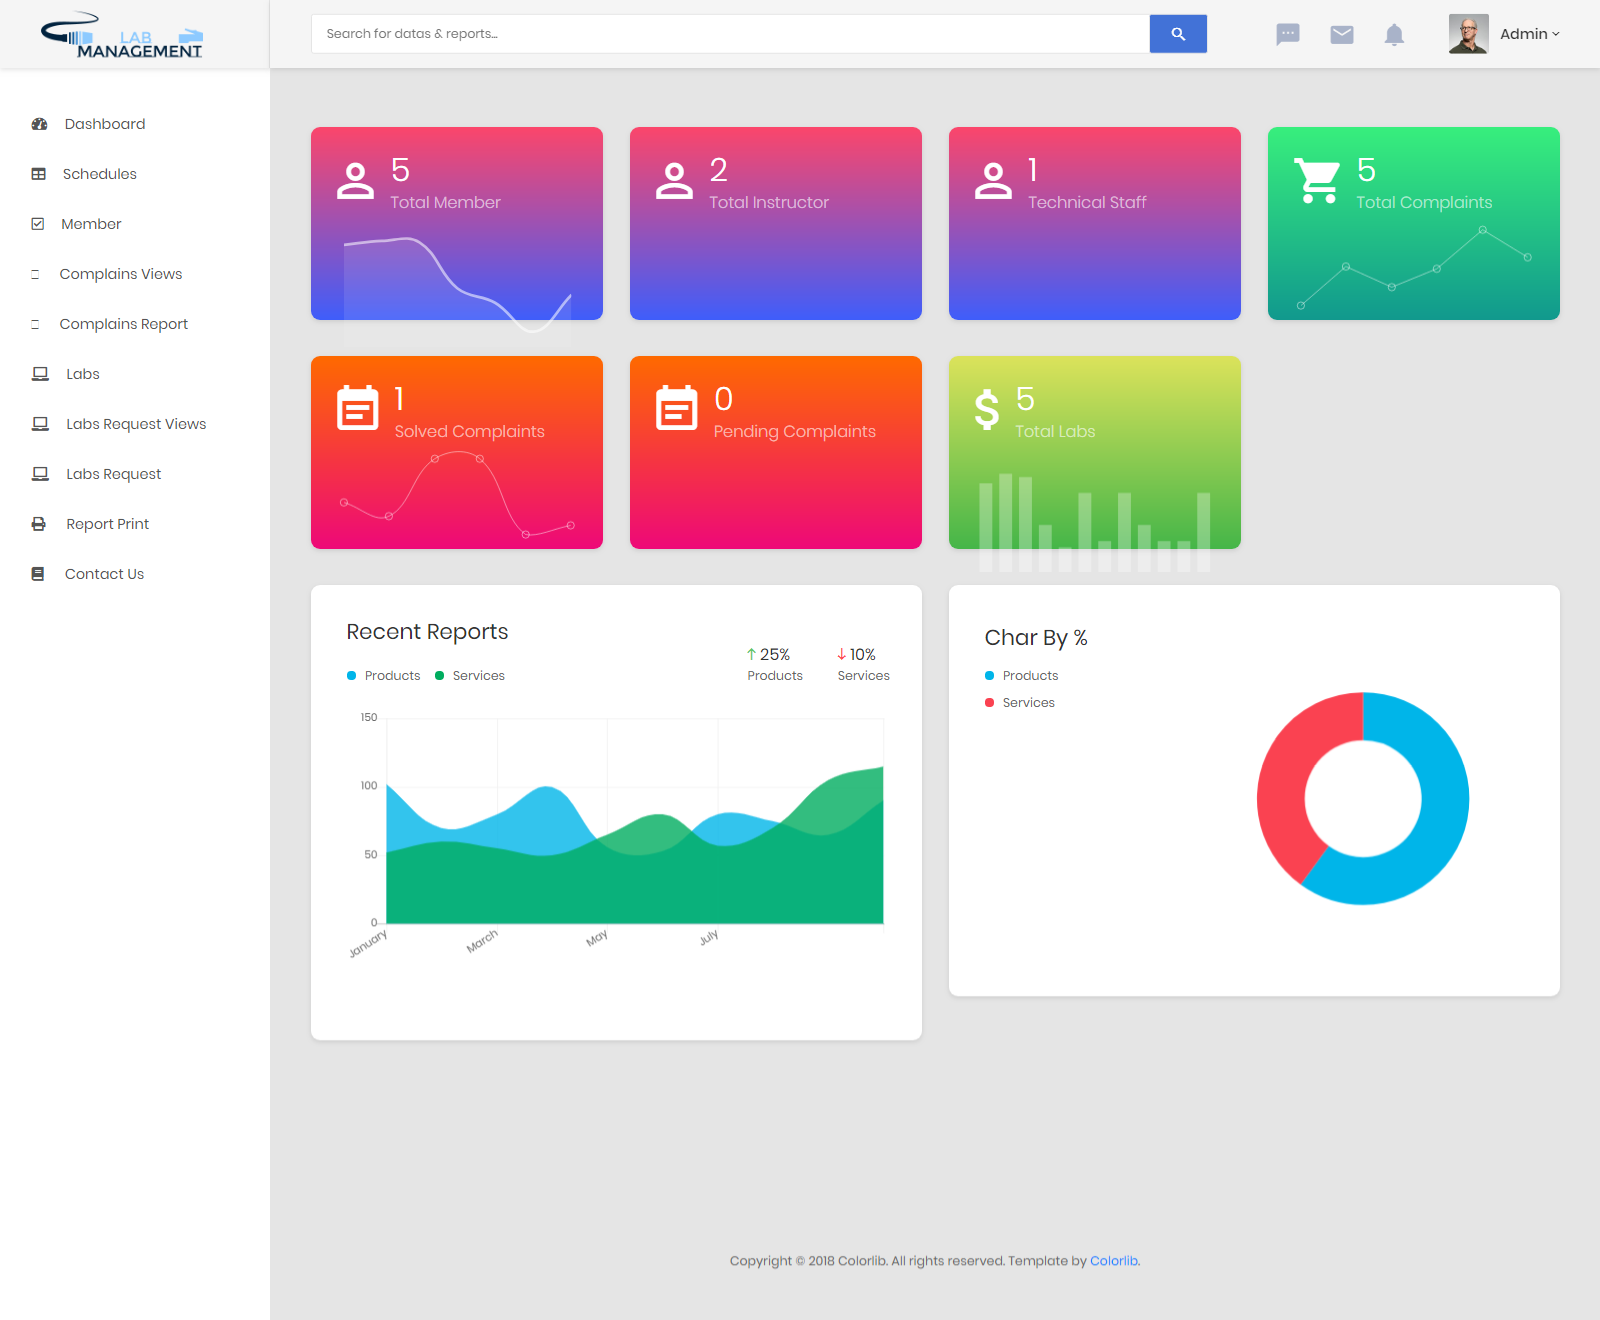 LAB
MANAGEMENT
Search for datas & reports...
Admin
Dashboard
Schedules
Member
Complains Views
Complains Report
Labs
Labs Request Views
Labs Request
Report Print
Contact Us
5
Total Member
2
Total Instructor
1
Technical Staff
5
Total Complaints
1
Solved Complaints
0
Pending Complaints
$ 5
Total Labs
Recent Reports
Products
Services
25%
Products
10%
Services
150
100
50
0
January
March
May
July
Char By %
Products
Services
Copyright © 2018 Colorlib. All rights reserved. Template by Colorlib.